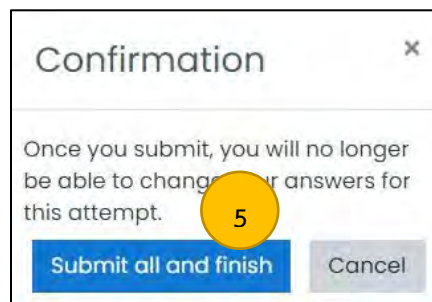 Confirmation ×
Once you submit, you will no longer
be able to change r answers for
this attempt.
5
Submit all and finish Cancel